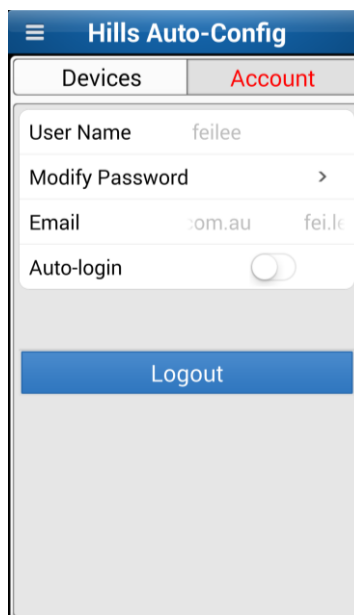 Hills Auto-Config
Devices Account
User Name feilee
Modify Password >
Email com.au fei.le
Auto-login
Logout